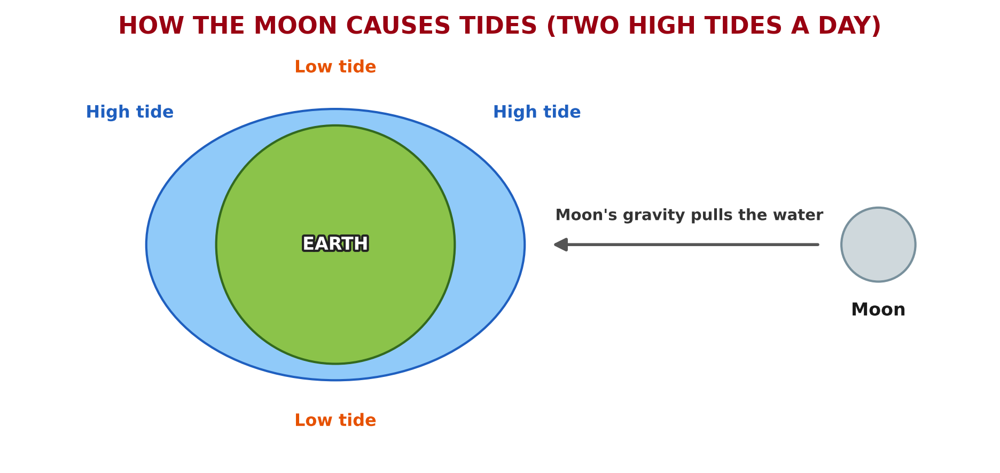 HOW THE MOON CAUSES TIDES (TWO HIGH TIDES A DAY)
Low tide
High tide
High tide
Moon's gravity pulls the water
EARTH
Moon
Low tide